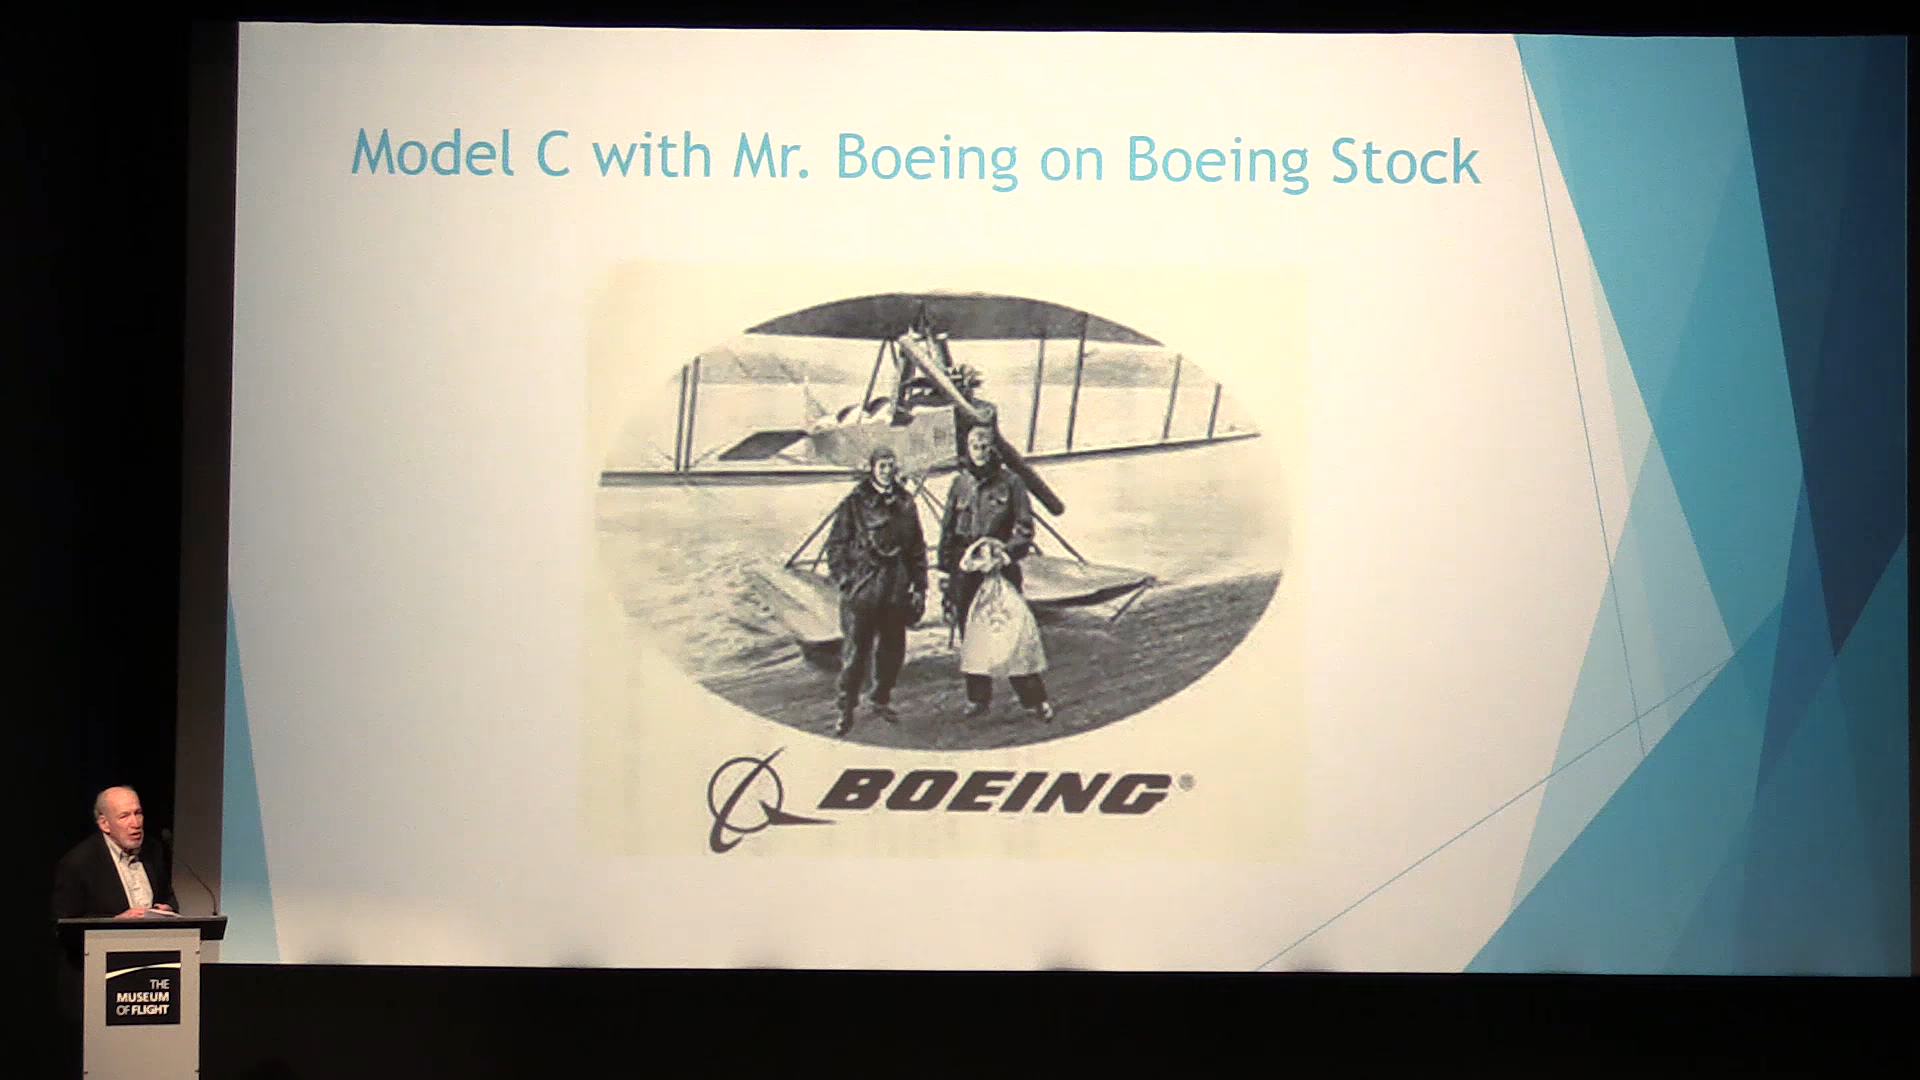 Model C with Mr. Boeing on Boeing Stock
BOEING®
THE
MUSEUM
OF FLIGHT